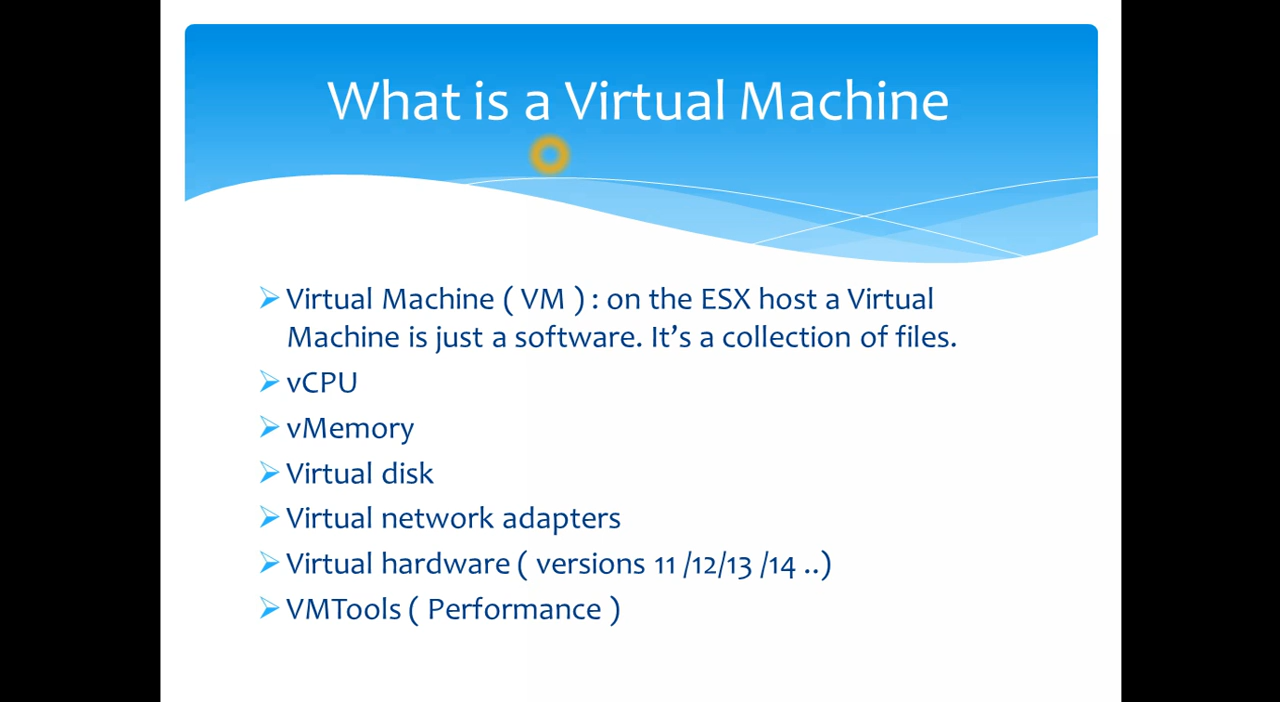 What is a Virtual Machine
Virtual Machine ( VM ) : on the ESX host a Virtual
Machine is just a software. It’s a collection of files.
vCPU
vMemory
Virtual disk
Virtual network adapters
Virtual hardware ( versions 11 /12/13 /14 ..)
VMTools ( Performance )